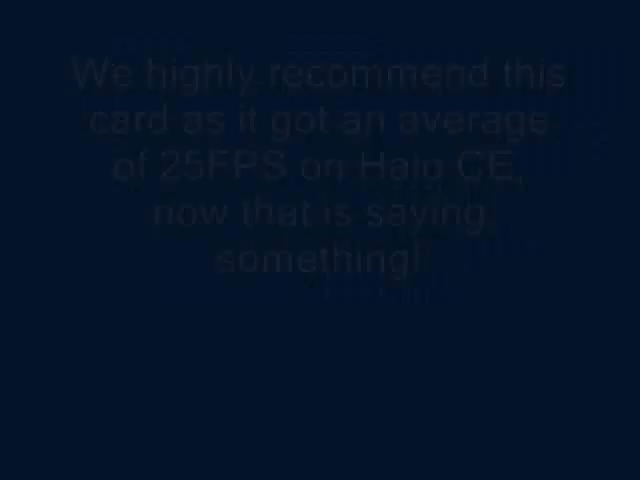 We highly recommend this
card as it got an average
of 25FPS on Halo CE,
now that is saying
something!